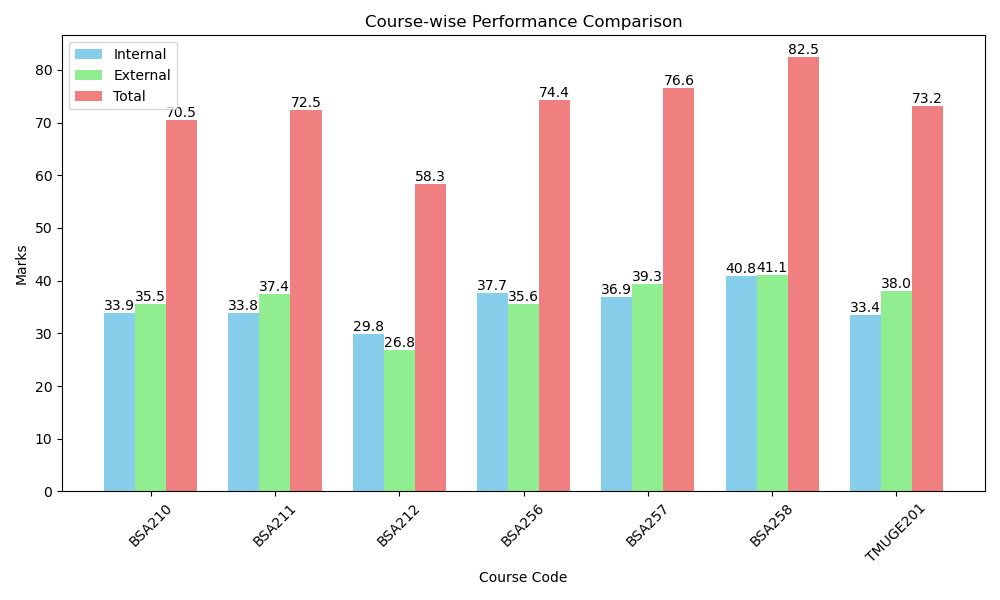 Course-wise Performance Comparison
Internal
External
Total
Marks
80
70
60
50
40
30
20
10
0
33.9
35.5
70.5
33.8
37.4
72.5
29.8
26.8
58.3
37.7
35.6
74.4
36.9
39.3
76.6
40.8
41.1
82.5
33.4
38.0
73.2
BSA210
BSA211
BSA212
BSA256
BSA257
BSA258
TMUGE201
Course Code